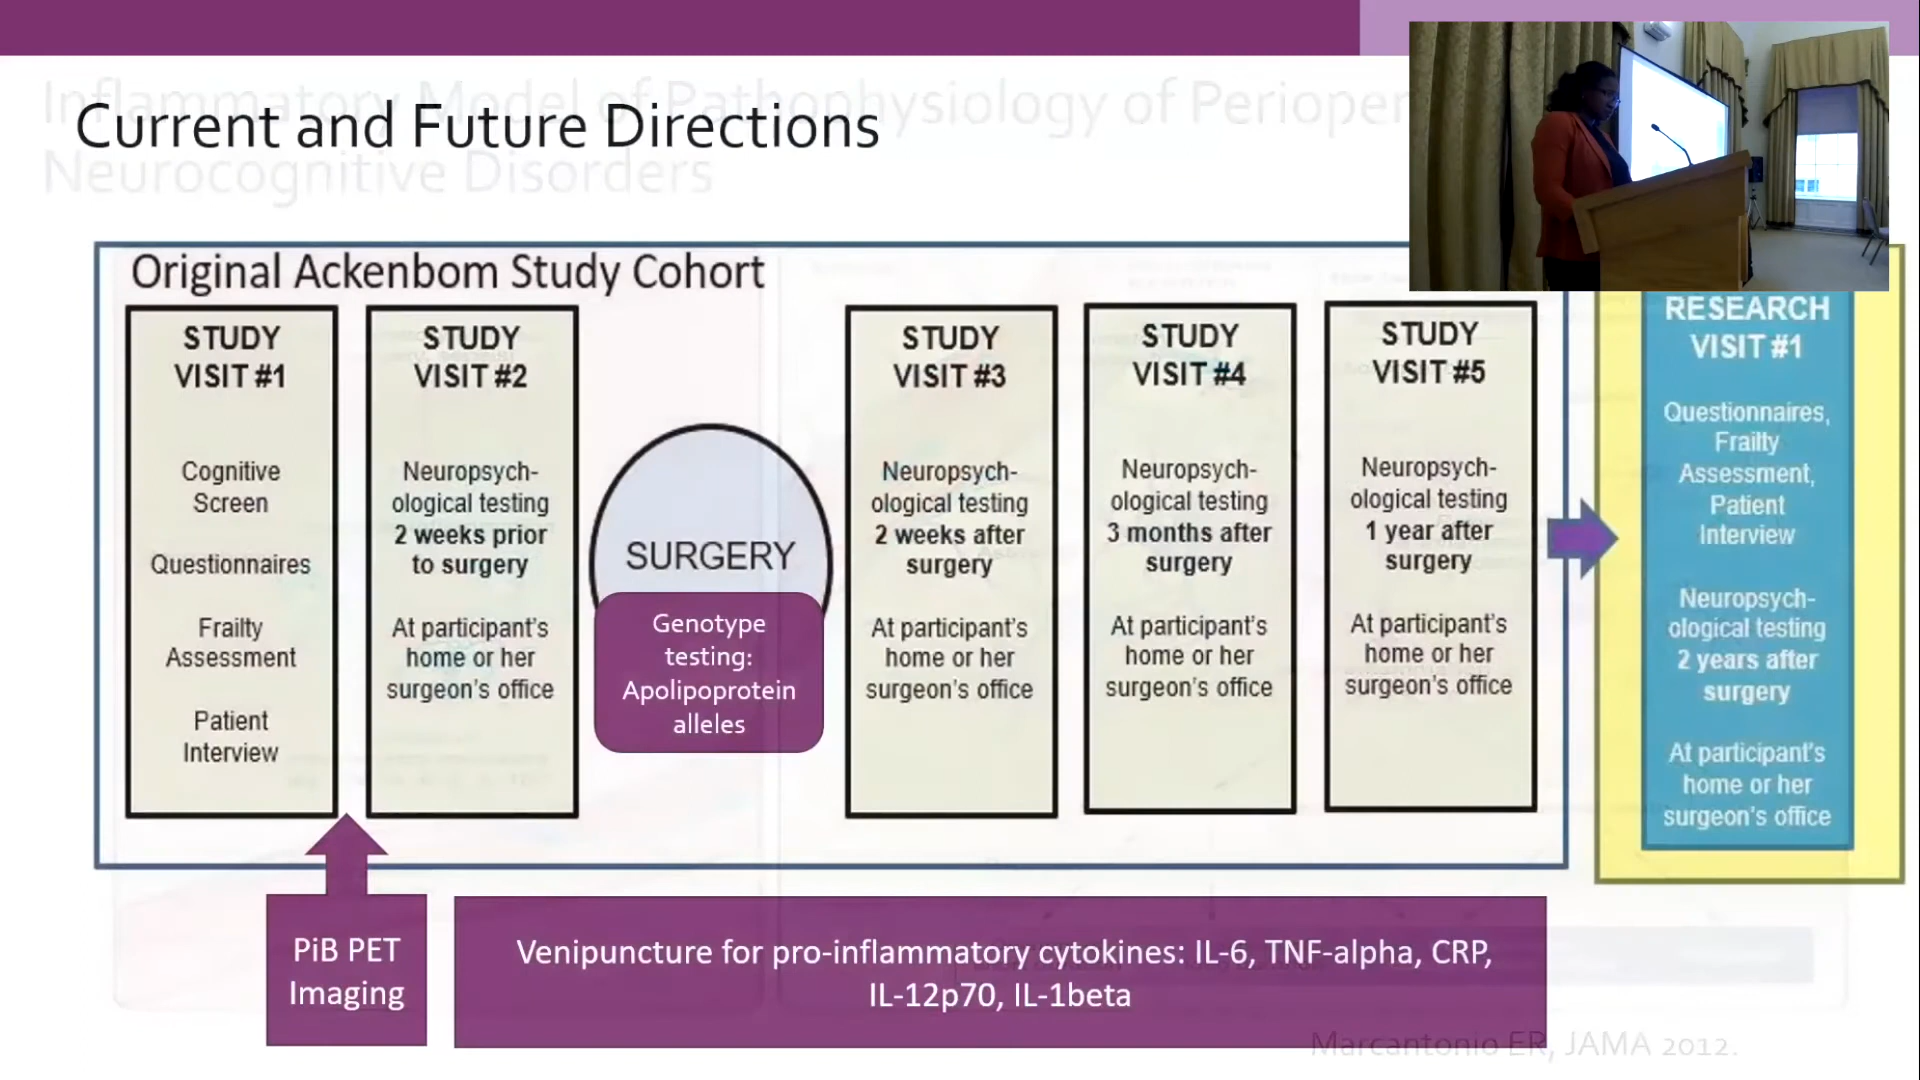 Inflammatory Model of Pathophysiology of Perioper
Neurocognitive Disorders
Current and Future Directions
Original Ackenbom Study Cohort
STUDY
VISIT #1
Cognitive
Screen
Questionnaires
Frailty
Assessment
Patient
Interview
STUDY
VISIT #2
Neuropsych-
ological testing
2 weeks prior
to surgery
At participant's
home or her
surgeon's office
SURGERY
Genotype
testing:
Apolipoprotein
alleles
STUDY
VISIT #3
Neuropsych-
ological testing
2 weeks after
surgery
At participant's
home or her
surgeon's office
STUDY
VISIT #4
Neuropsych-
ological testing
3 months after
surgery
At participant's
home or her
surgeon's office
STUDY
VISIT #5
Neuropsych-
ological testing
1 year after
surgery
At participant's
home or her
surgeon's office
RESEARCH
VISIT #1
Questionnaires,
Frailty
Assessment,
Patient
Interview
Neuropsych-
ological testing
2 years after
surgery
At participant's
home or her
surgeon's office
PiB PET
Imaging
Venipuncture for pro-inflammatory cytokines: IL-6, TNF-alpha, CRP,
IL-12p70, IL-1beta
Marcantonio ER, JAMA 2012.